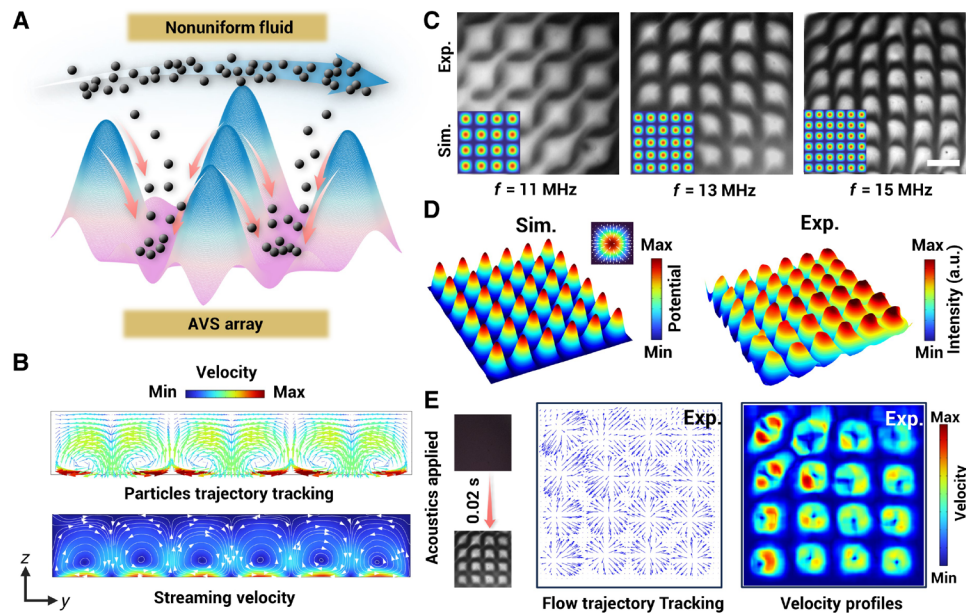 A
Nonuniform fluid
AVS array
B
Velocity
Min
Max
Particles trajectory tracking
Streaming velocity
z
y
C
Exp.
Sim.
f = 11 MHz
f = 13 MHz
f = 15 MHz
D
Sim.
Max
Potential
Min
Exp.
Max
Intensity (a.u.)
Min
E
Acoustics applied
0.02 s
Exp.
Flow trajectory Tracking
Exp.
Velocity profiles
Max
Velocity
Min